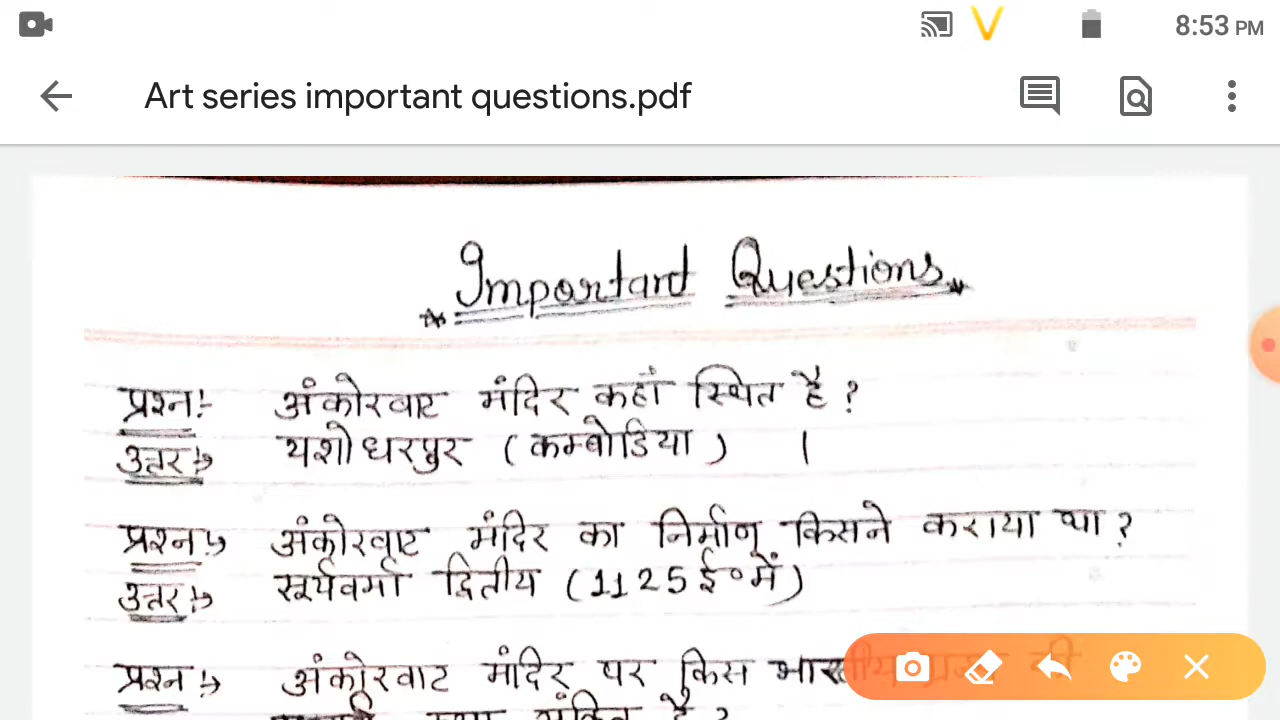 8:53 PM
Art series important questions.pdf
Important Questions
प्रश्न:- अंकोरवाट मंदिर कहाँ स्थित है ?
उत्तर:- यशोधरपुर ( कम्बोडिया ) ।
प्रश्न:- अंकोरवाट मंदिर का निर्माण किसने कराया था ?
उत्तर:- सूर्यवर्मा द्वितीय (1125 ई० में)
प्रश्न:- अंकोरवाट मंदिर पर किस
है ?